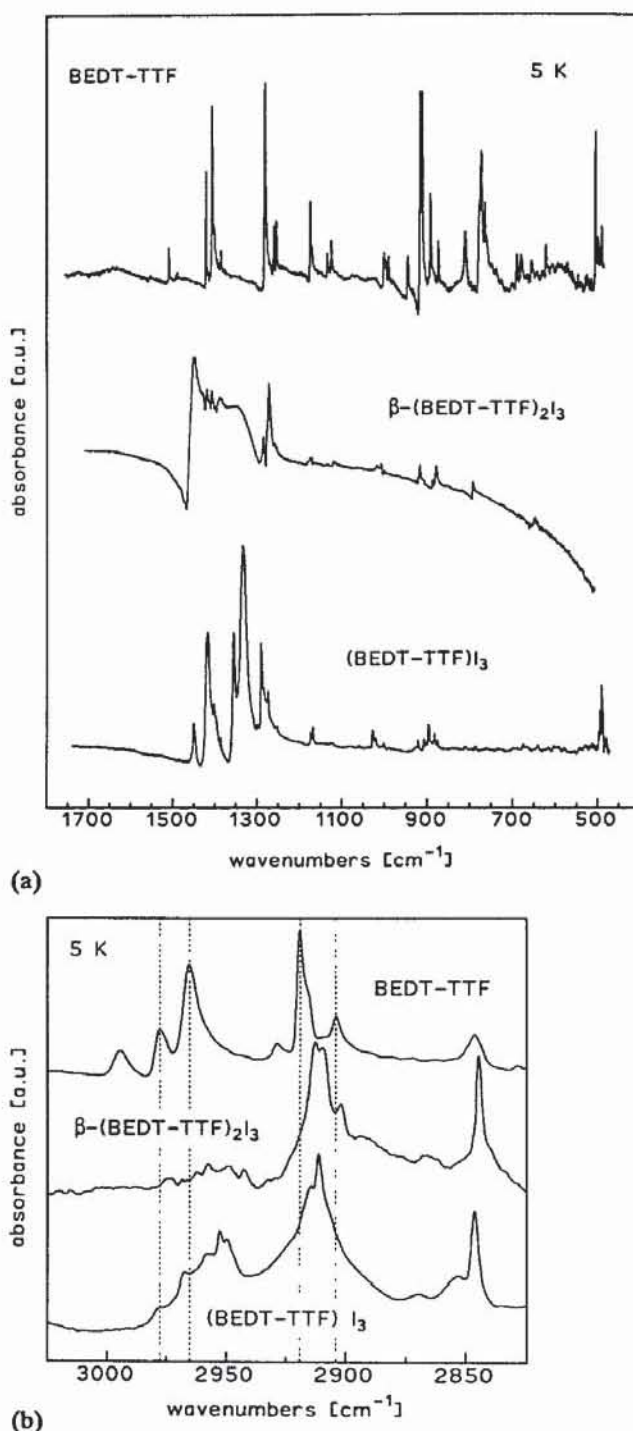 BEDT-TTF 5 K
β-(BEDT-TTF)₂I₃
(BEDT-TTF)I₃
absorbance [a.u.]
1700 1500 1300 1100 900 700 500
wavenumbers [cm⁻¹]
(a)
5 K
BEDT-TTF
β-(BEDT-TTF)₂I₃
(BEDT-TTF) I₃
absorbance [a.u.]
3000 2950 2900 2850
wavenumbers [cm⁻¹]
(b)